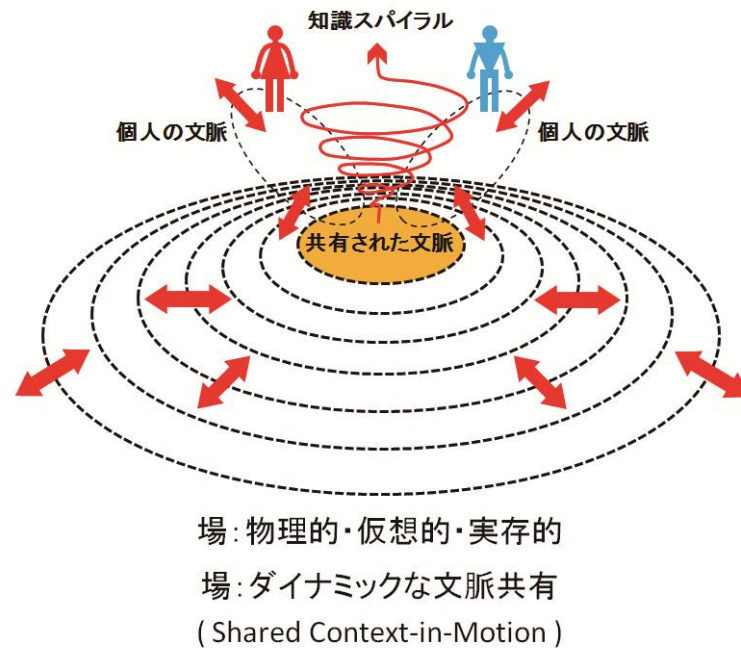 知識スパイラル
個人の文脈
個人の文脈
共有された文脈
場：物理的・仮想的・実存的
場：ダイナミックな文脈共有
( Shared Context-in-Motion )